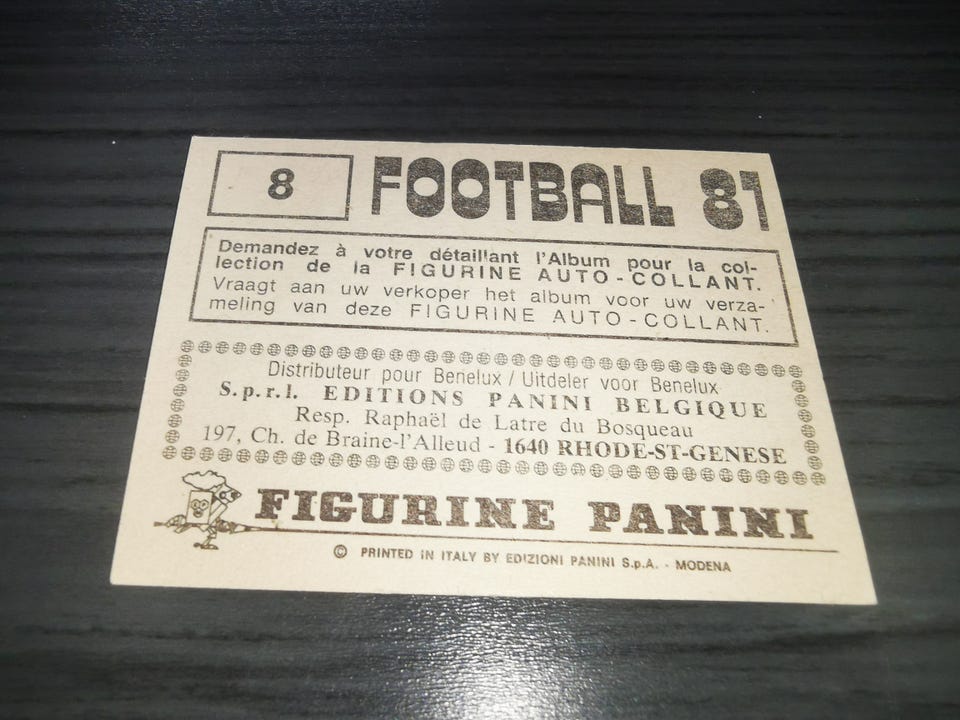 8
FOOTBALL 81
Demandez à votre détaillant l'Album pour la col-
lection de la FIGURINE AUTO-COLLANT.
Vraagt aan uw verkoper het album voor uw verza-
meling van deze FIGURINE AUTO-COLLANT.
Distributeur pour Benelux / Uitdeler voor Benelux
S.p.r.l. EDITIONS PANINI BELGIQUE
Resp. Raphaël de Latre du Bosqueau
197, Ch. de Braine-l'Alleud - 1640 RHODE-ST-GENESE
FIGURINE PANINI
© PRINTED IN ITALY BY EDIZIONI PANINI S.p.A. - MODENA